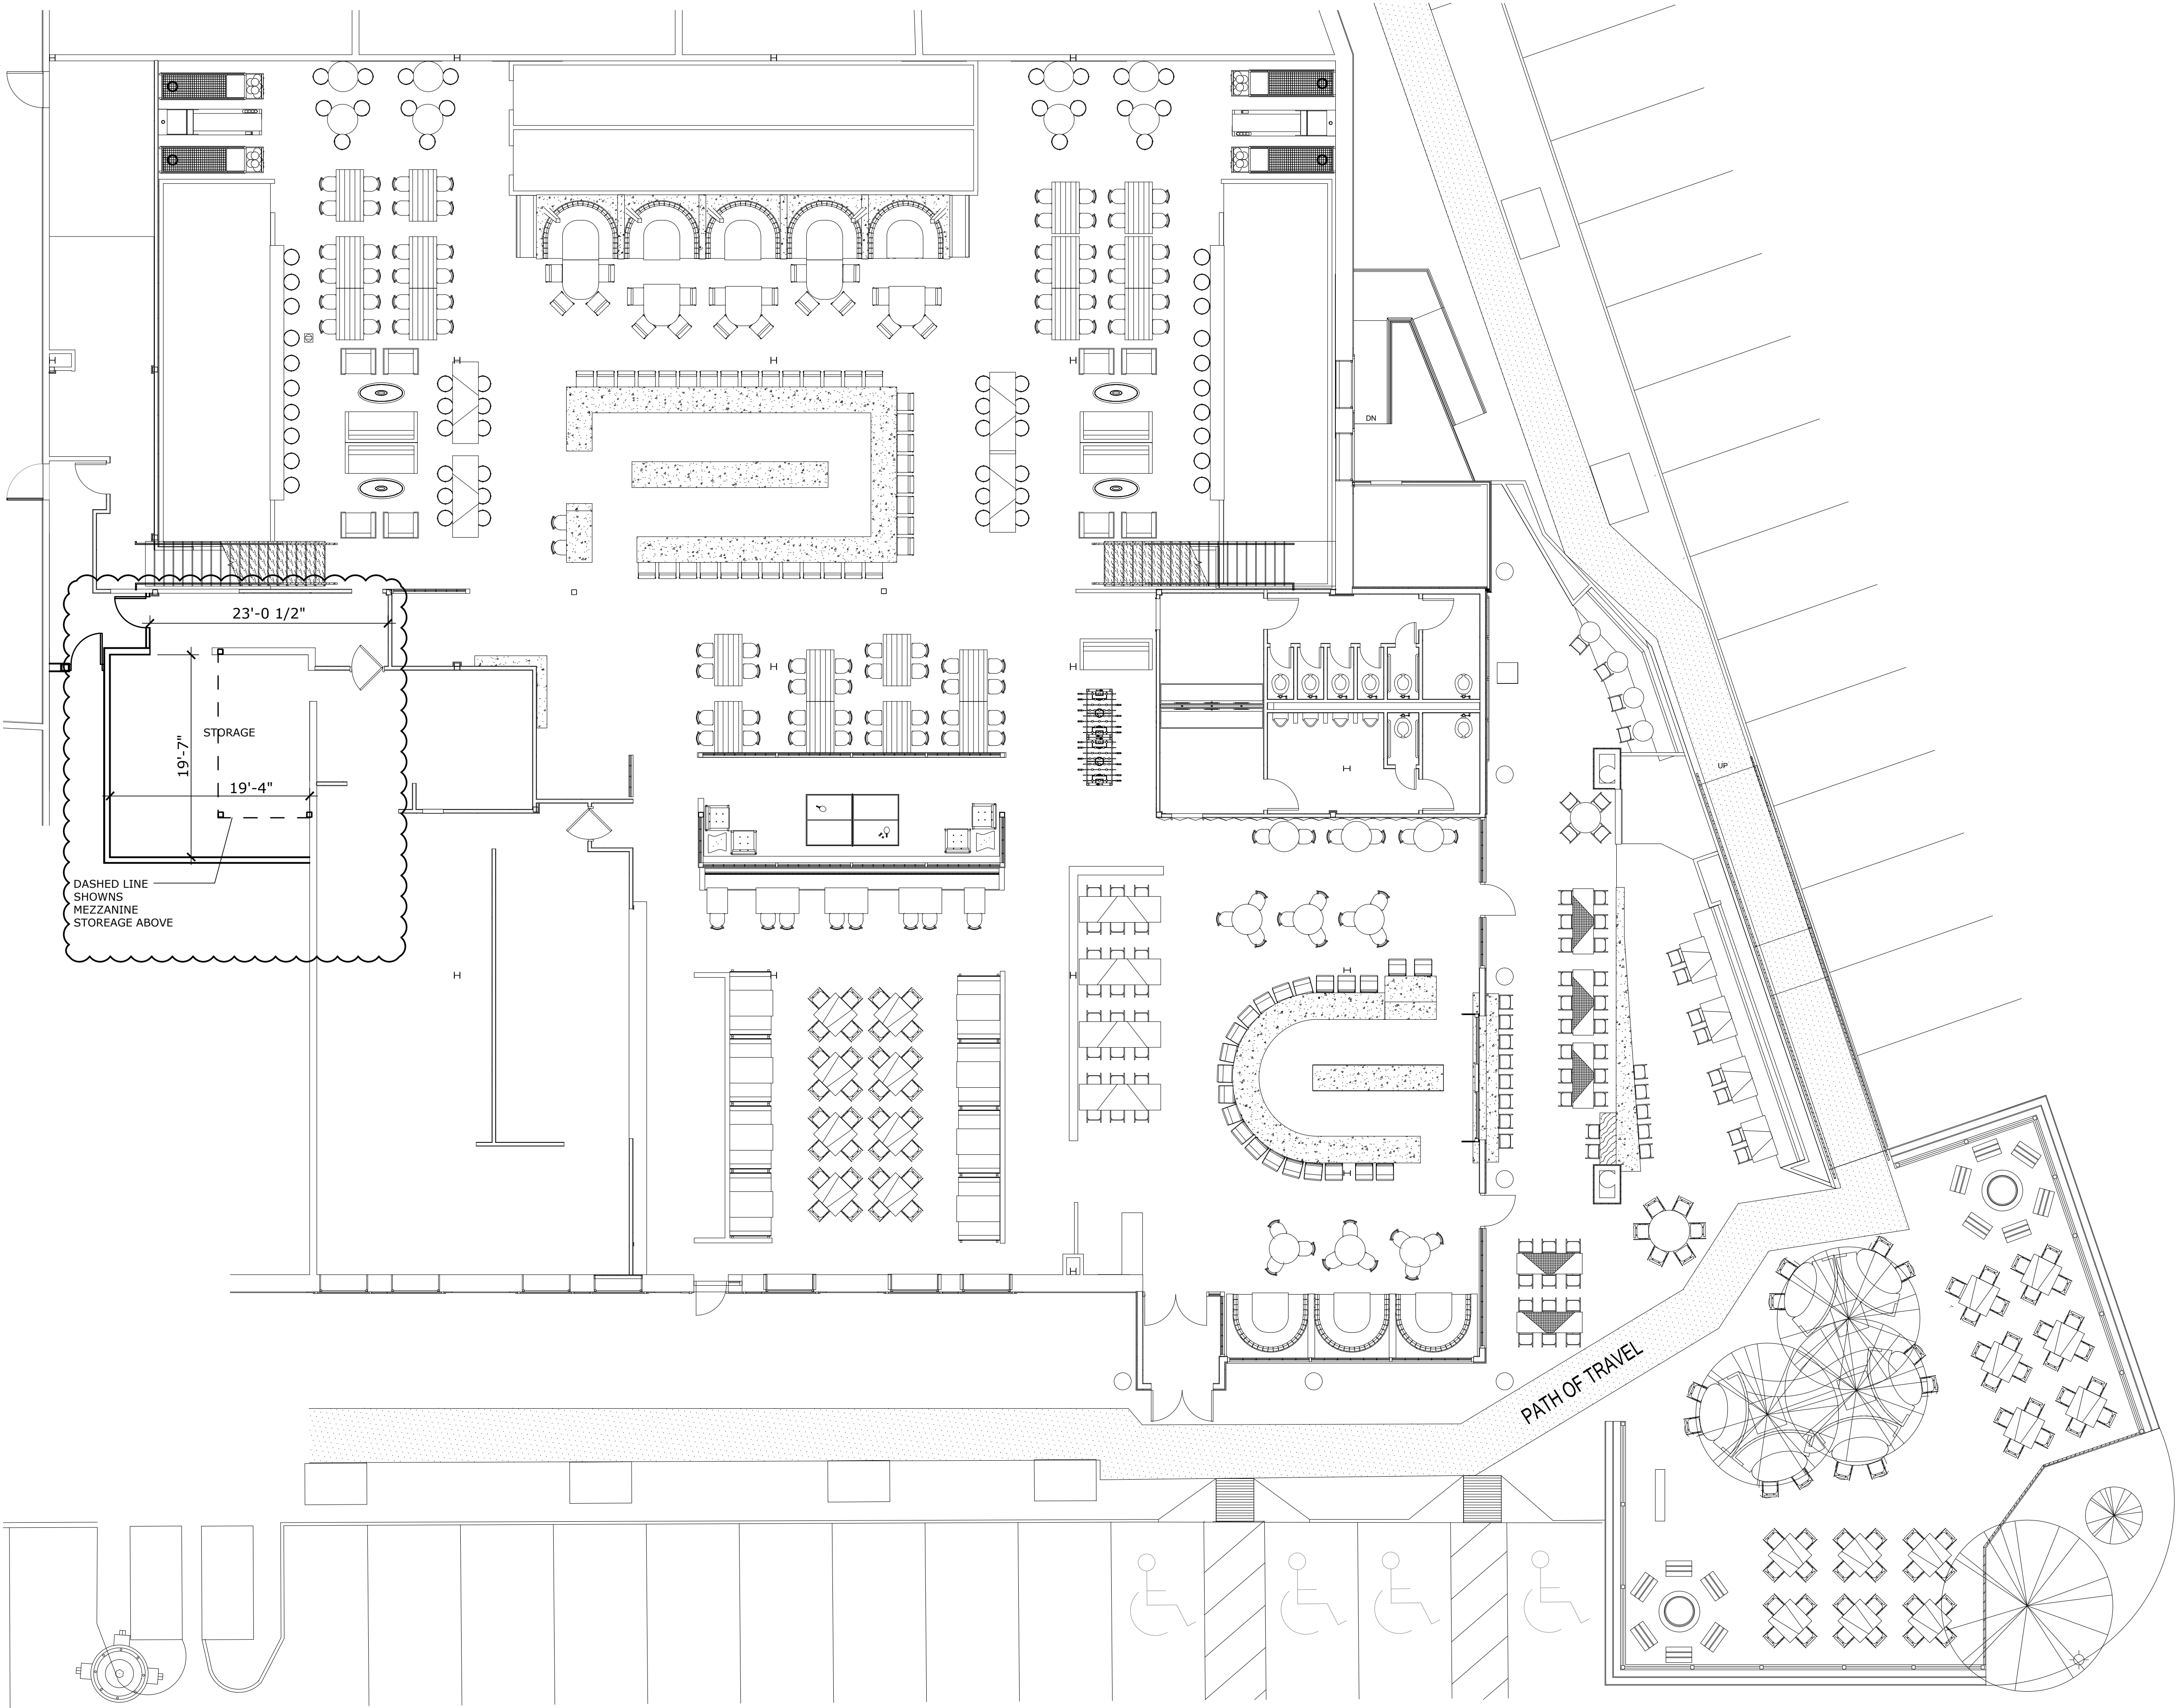 DN
23'-0 1/2"
STORAGE
19'-7"
UP
19'-4"
DASHED LINE
SHOWNS
MEZZANINE
STOREAGE ABOVE
PATH OF TRAVEL